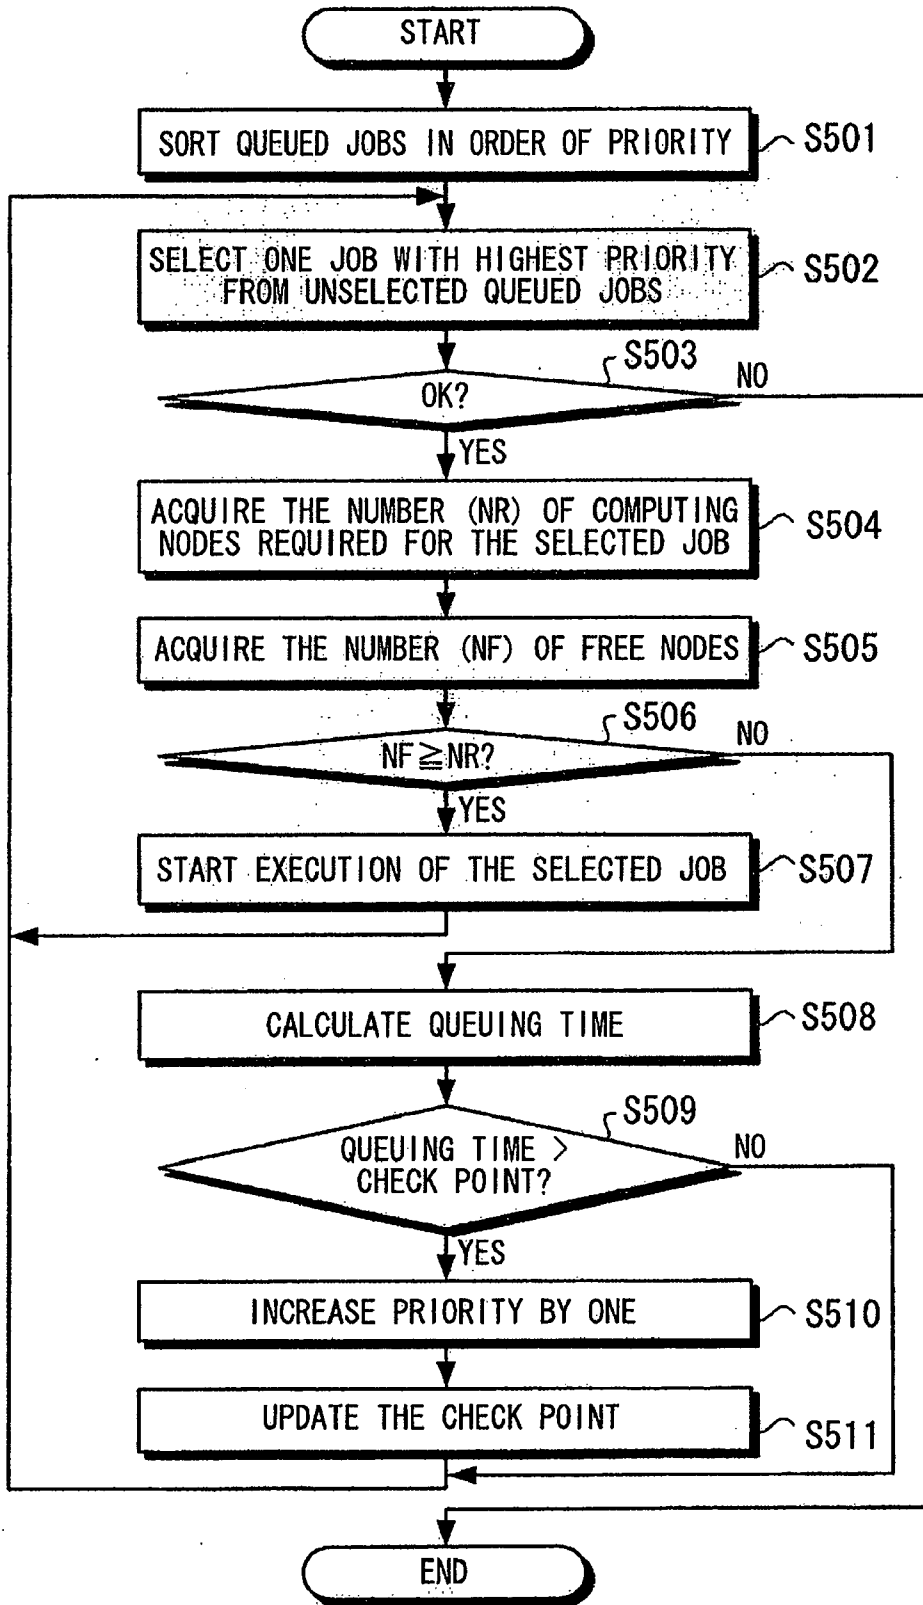 START
SORT QUEUED JOBS IN ORDER OF PRIORITY
S501
SELECT ONE JOB WITH HIGHEST PRIORITY
FROM UNSELECTED QUEUED JOBS
S502
S503
OK?
NO
YES
ACQUIRE THE NUMBER (NR) OF COMPUTING
NODES REQUIRED FOR THE SELECTED JOB
S504
ACQUIRE THE NUMBER (NF) OF FREE NODES
S505
S506
NF≧NR?
NO
YES
START EXECUTION OF THE SELECTED JOB
S507
CALCULATE QUEUING TIME
S508
S509
QUEUING TIME >
CHECK POINT?
NO
YES
INCREASE PRIORITY BY ONE
S510
UPDATE THE CHECK POINT
S511
END